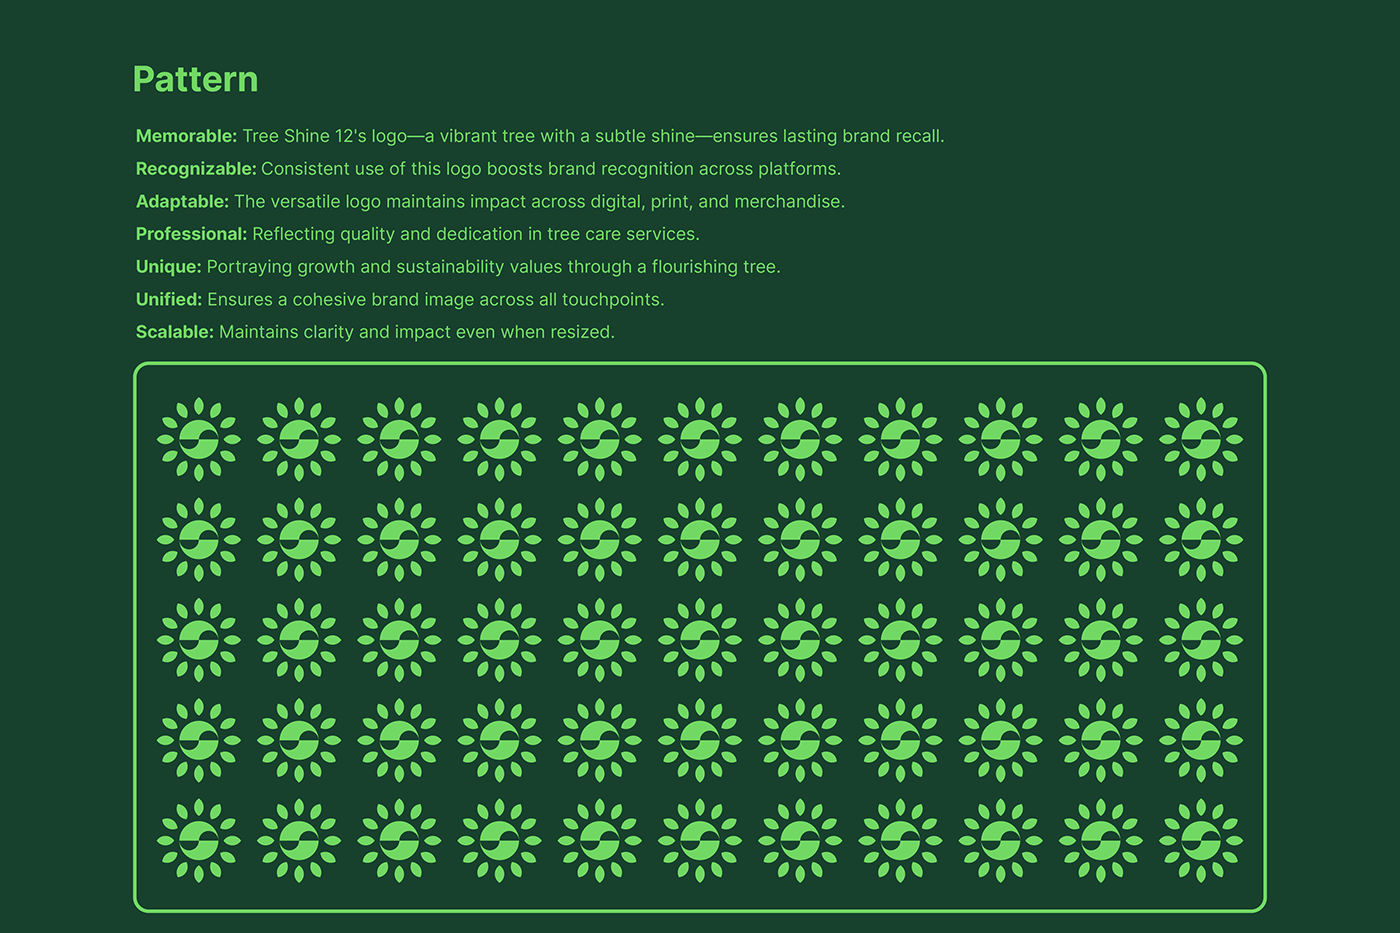 Pattern
Memorable: Tree Shine 12's logo—a vibrant tree with a subtle shine—ensures lasting brand recall.
Recognizable: Consistent use of this logo boosts brand recognition across platforms.
Adaptable: The versatile logo maintains impact across digital, print, and merchandise.
Professional: Reflecting quality and dedication in tree care services.
Unique: Portraying growth and sustainability values through a flourishing tree.
Unified: Ensures a cohesive brand image across all touchpoints.
Scalable: Maintains clarity and impact even when resized.